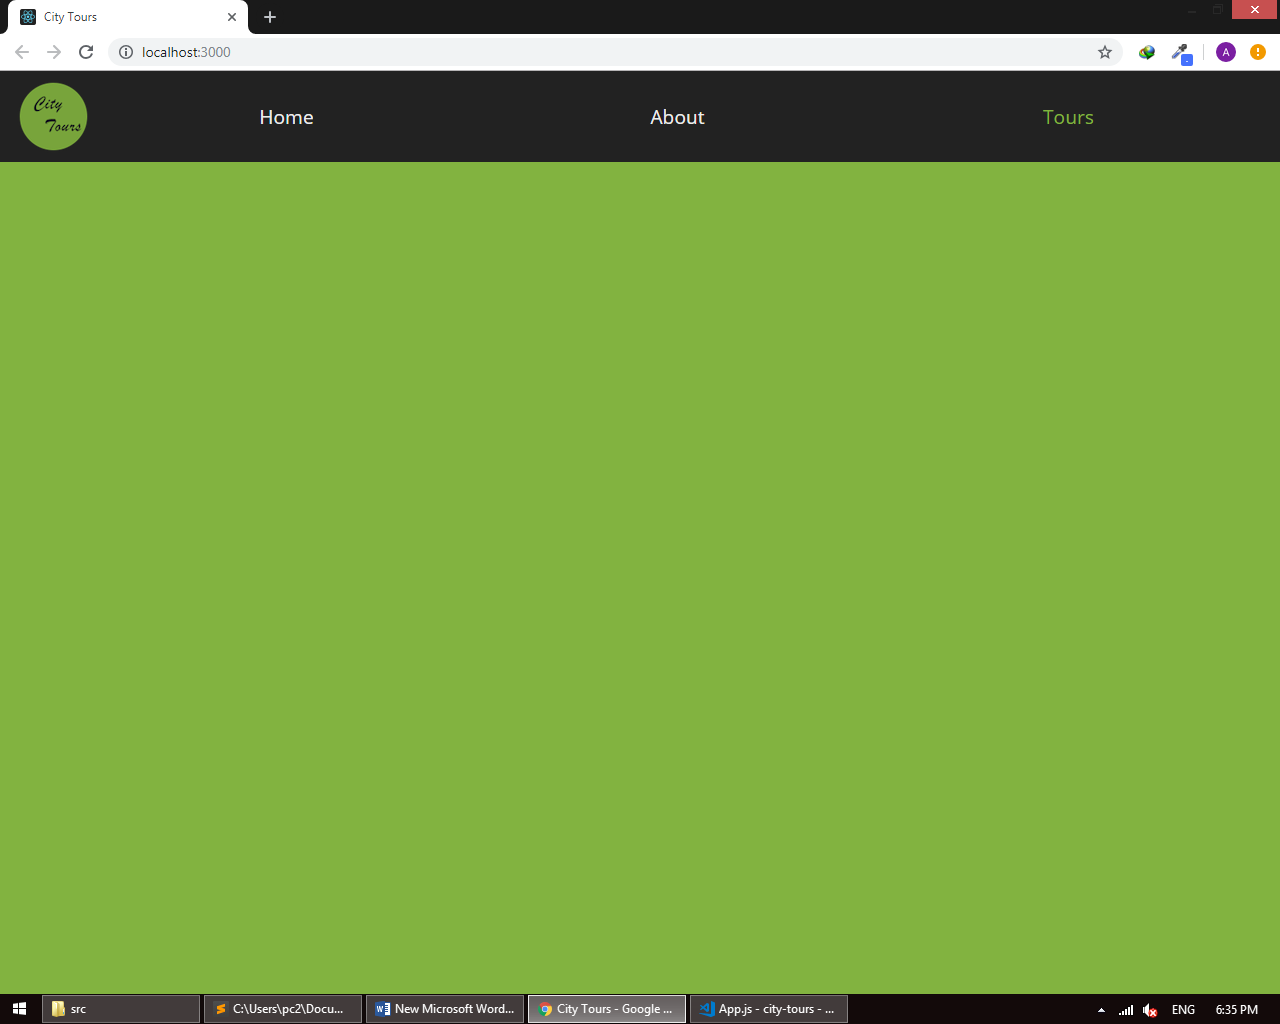 City Tours
localhost:3000
A
City
Tours
Home
About
Tours
src
C:\Users\pc2\Docu...
New Microsoft Word...
City Tours - Google ...
App.js - city-tours - ...
ENG
6:35 PM